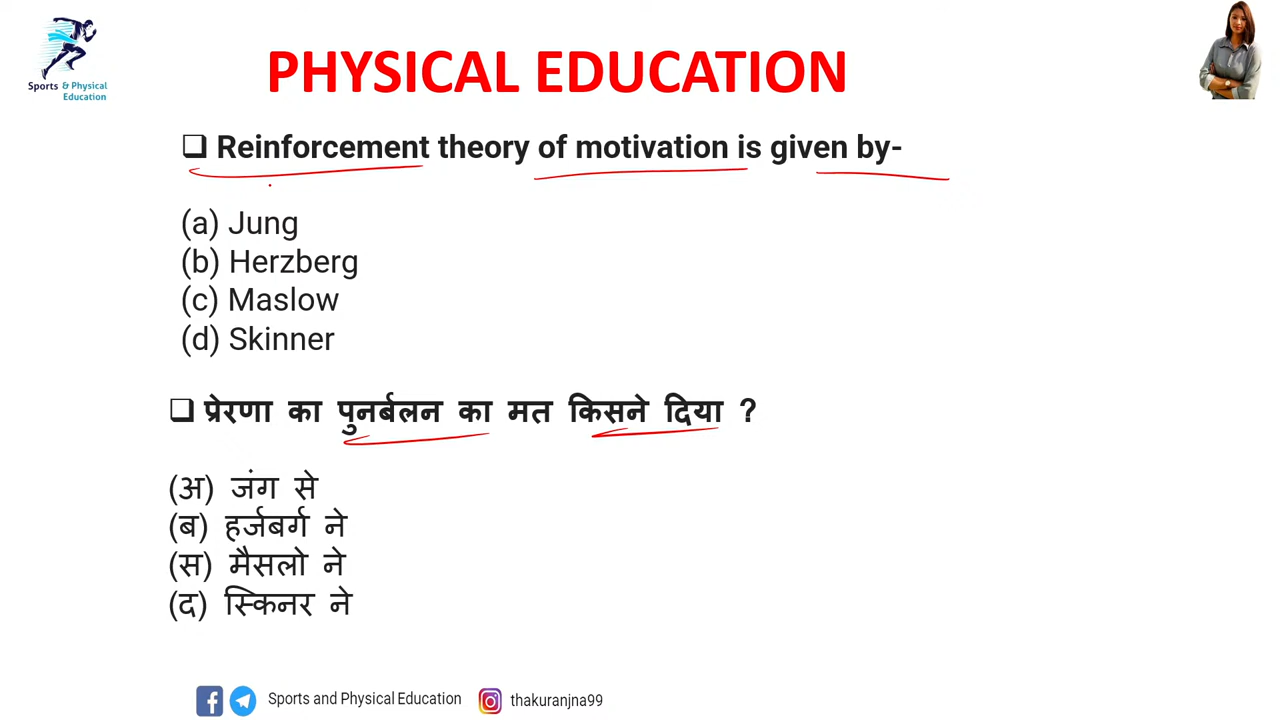 Sports & Physical
Education
PHYSICAL EDUCATION
❑ Reinforcement theory of motivation is given by-
(a) Jung
(b) Herzberg
(c) Maslow
(d) Skinner
❑ प्रेरणा का पुनर्बलन का मत किसने दिया ?
(अ) जंग से
(ब) हर्जबर्ग ने
(स) मैसलो ने
(द) स्किनर ने
Sports and Physical Education thakuranjna99